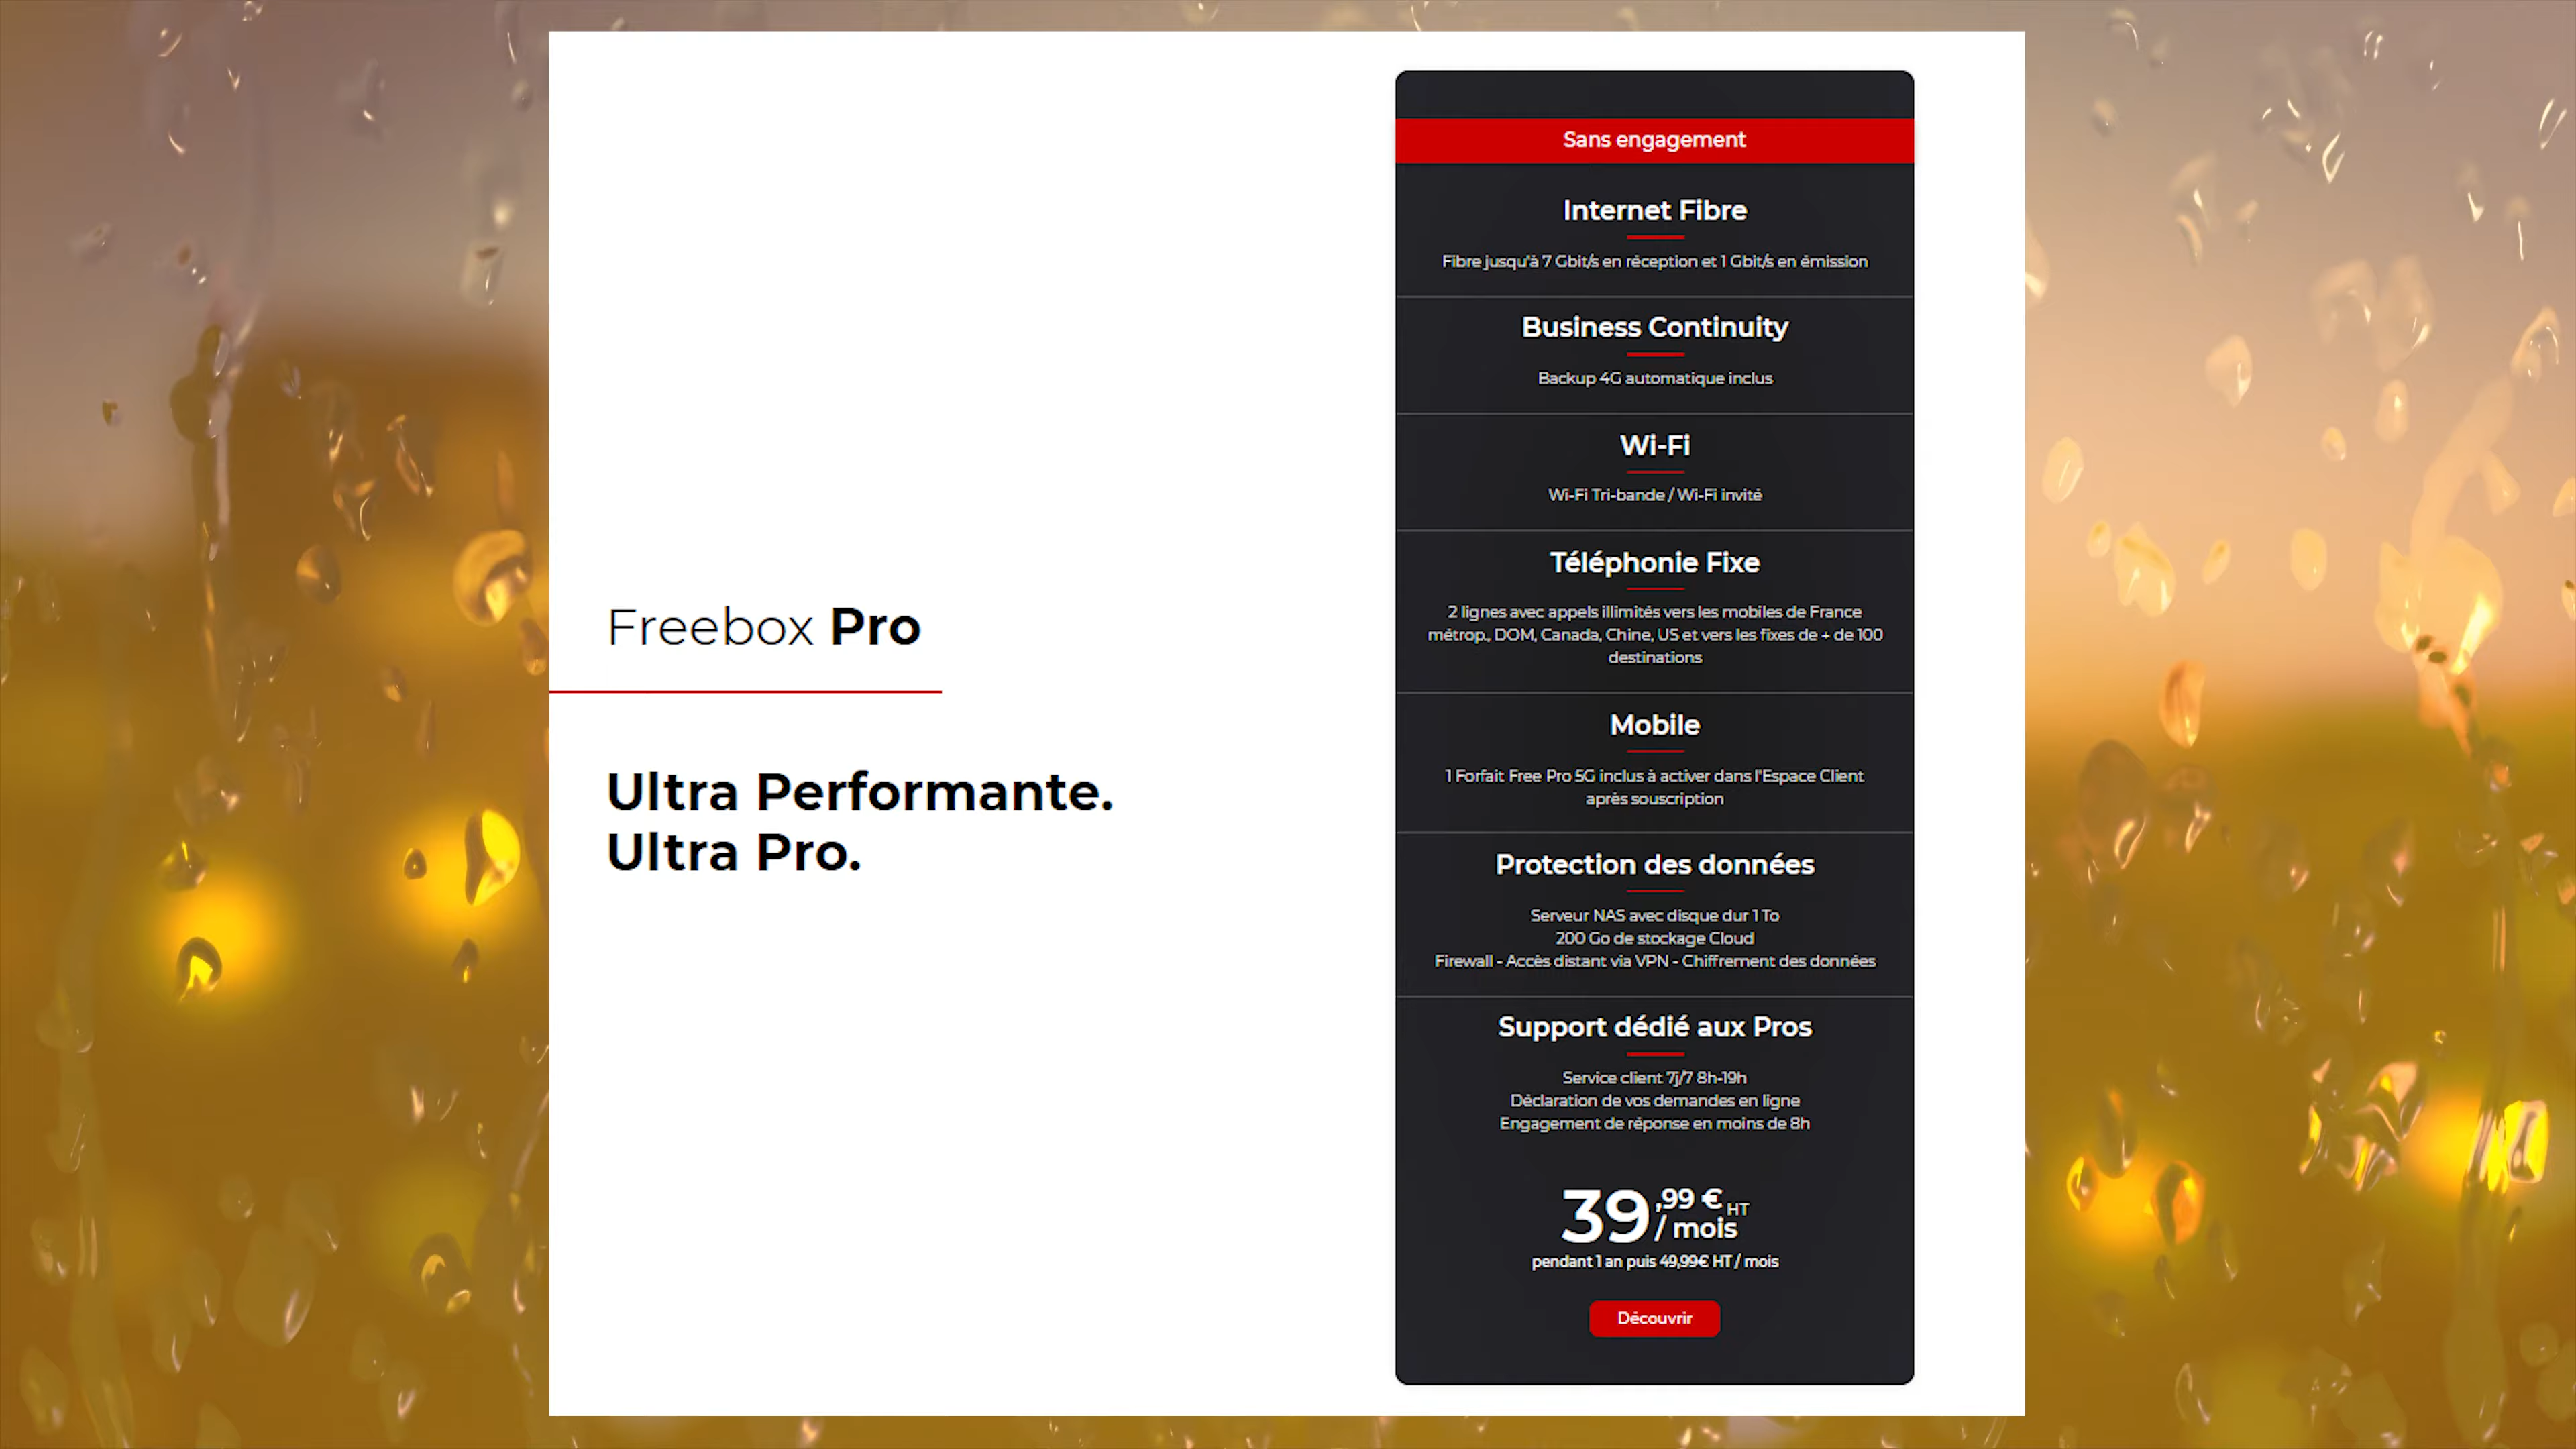 Freebox Pro
Ultra Performante.
Ultra Pro.
Sans engagement
Internet Fibre
Fibre jusqu'à 7 Gbit/s en réception et 1 Gbit/s en émission
Business Continuity
Backup 4G automatique inclus
Wi-Fi
Wi-Fi Tri-bande / Wi-Fi invité
Téléphonie Fixe
2 lignes avec appels illimités vers les mobiles de France
métrop., DOM, Canada, Chine, US et vers les fixes de + de 100
destinations
Mobile
1 Forfait Free Pro 5G inclus à activer dans l'Espace Client
après souscription
Protection des données
Serveur NAS avec disque dur 1 To
200 Go de stockage Cloud
Firewall - Accès distant via VPN - Chiffrement des données
Support dédié aux Pros
Service client 7j/7 8h-19h
Déclaration de vos demandes en ligne
Engagement de réponse en moins de 8h
39,99 € HT
/ mois
pendant 1 an puis 49,99€ HT / mois
Découvrir